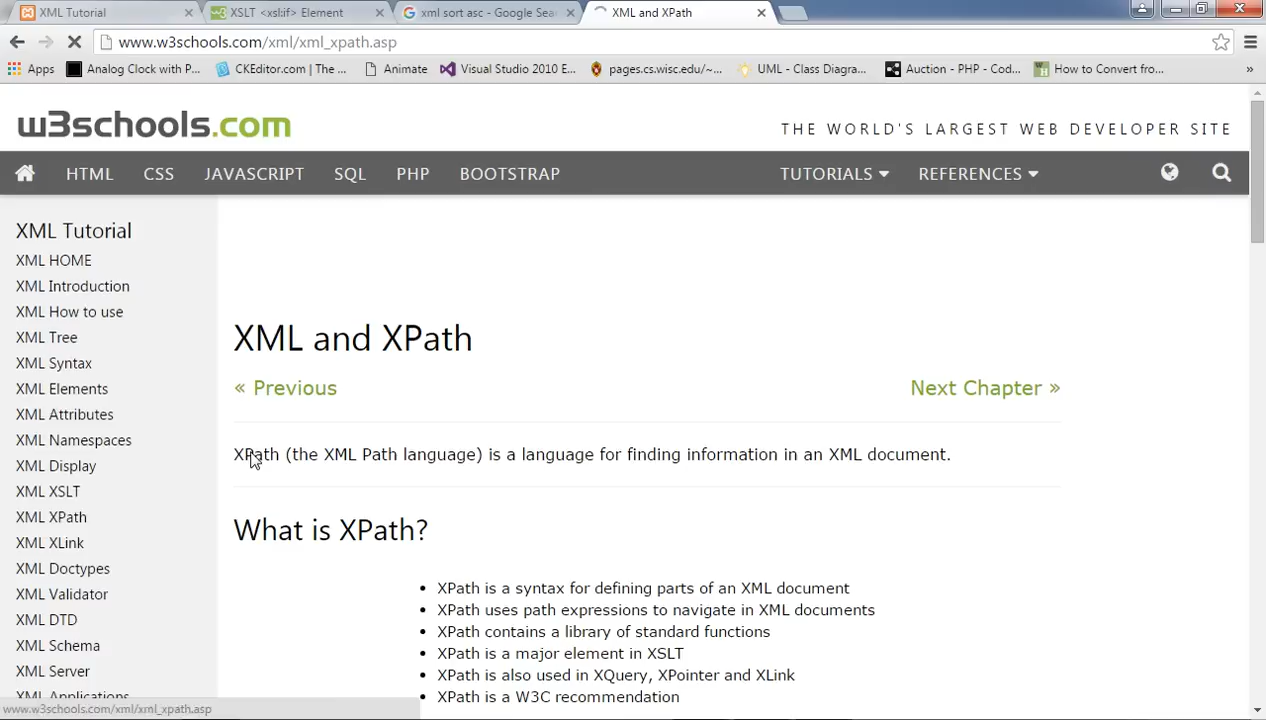 XML Tutorial
XSLT <xsl:if> Element
xml sort asc - Google Sea
XML and XPath
www.w3schools.com/xml/xml_xpath.asp
Apps
Analog Clock with P...
CKEditor.com | The ...
Animate
Visual Studio 2010 E...
pages.cs.wisc.edu/~...
UML - Class Diagra...
Auction - PHP - Cod...
How to Convert fro...
»
w3schools.com
THE WORLD'S LARGEST WEB DEVELOPER SITE
HTML
CSS
JAVASCRIPT
SQL
PHP
BOOTSTRAP
TUTORIALS
REFERENCES
XML Tutorial
XML HOME
XML Introduction
XML How to use
XML Tree
XML Syntax
XML Elements
XML Attributes
XML Namespaces
XML Display
XML XSLT
XML XPath
XML XLink
XML Doctypes
XML Validator
XML DTD
XML Schema
XML Server
XML Applications
XML and XPath
« Previous
Next Chapter »
XPath (the XML Path language) is a language for finding information in an XML document.
What is XPath?
• XPath is a syntax for defining parts of an XML document
• XPath uses path expressions to navigate in XML documents
• XPath contains a library of standard functions
• XPath is a major element in XSLT
• XPath is also used in XQuery, XPointer and XLink
• XPath is a W3C recommendation
www.w3schools.com/xml/xml_xpath.asp